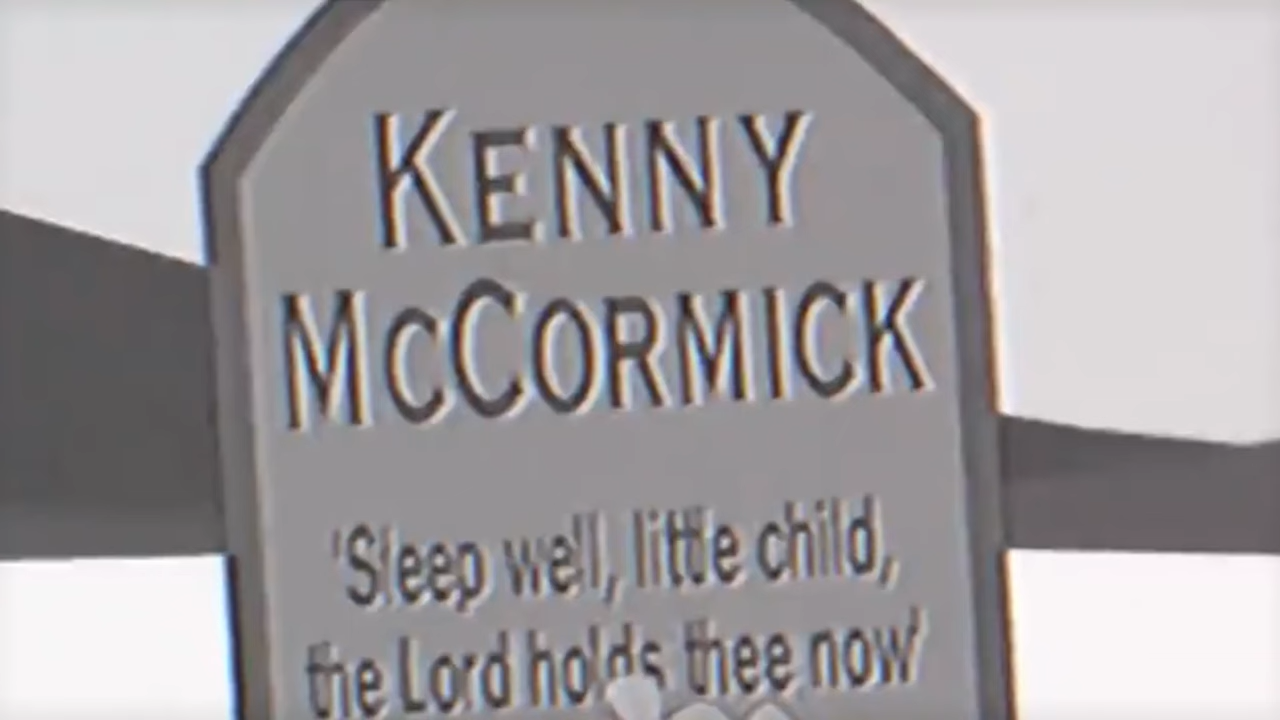 KENNY
MCCORMICK
'Sleep well, little child,
the Lord holds thee now'